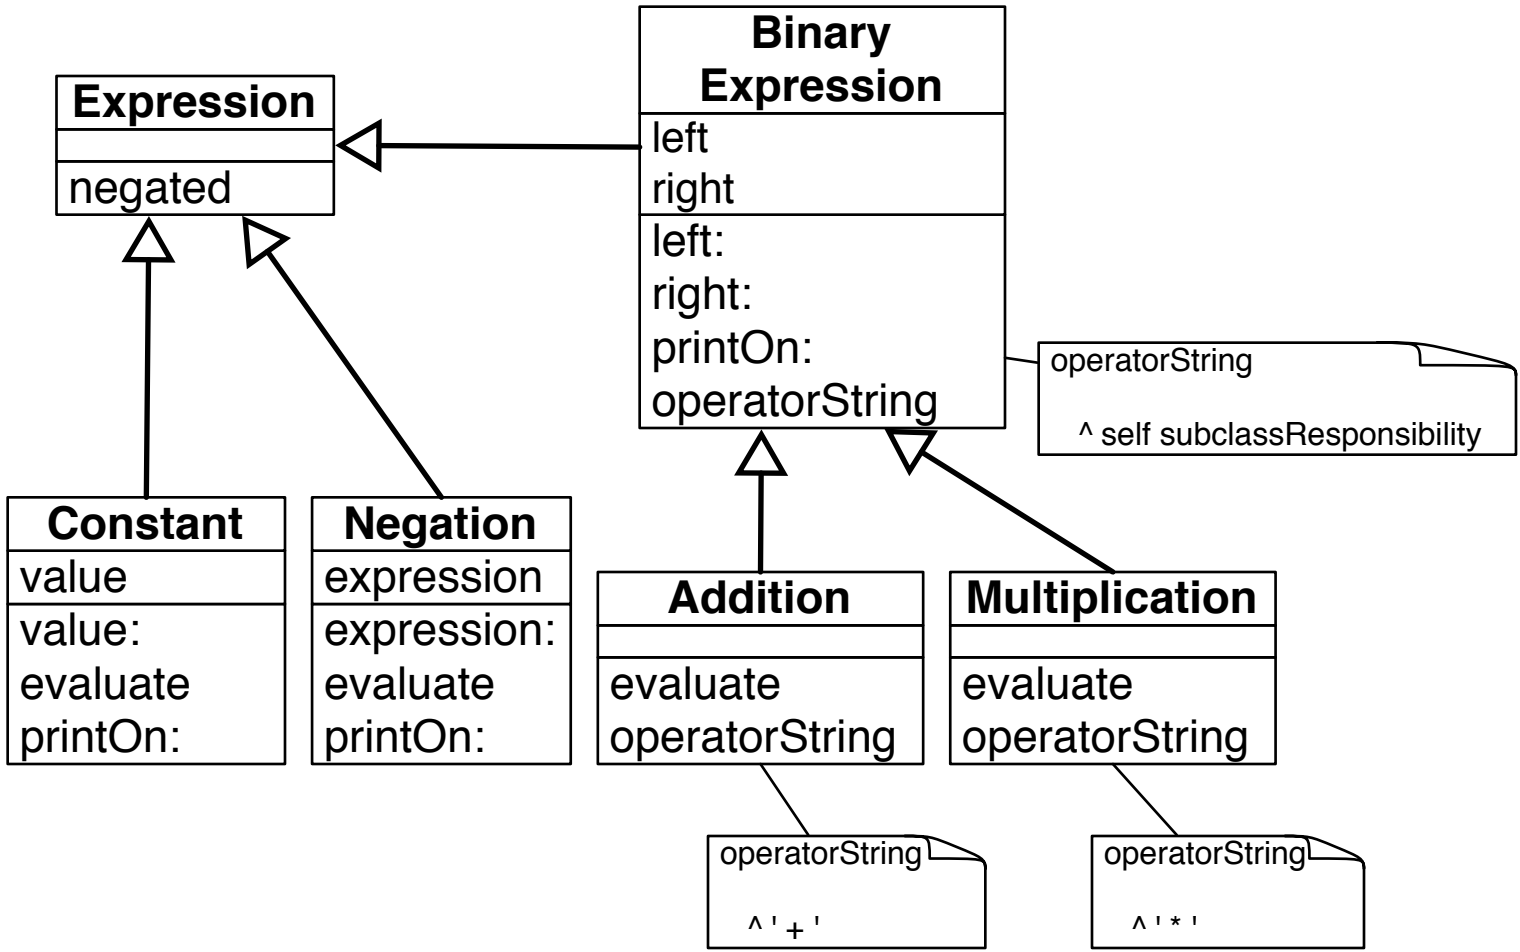 Binary
Expression
left
right
left:
right:
printOn:
operatorString
Expression
negated
operatorString
^ self subclassResponsibility
Constant
value
value:
evaluate
printOn:
Negation
expression
expression:
evaluate
printOn:
Addition
evaluate
operatorString
Multiplication
evaluate
operatorString
operatorString
^ ' + '
operatorString
^ ' * '